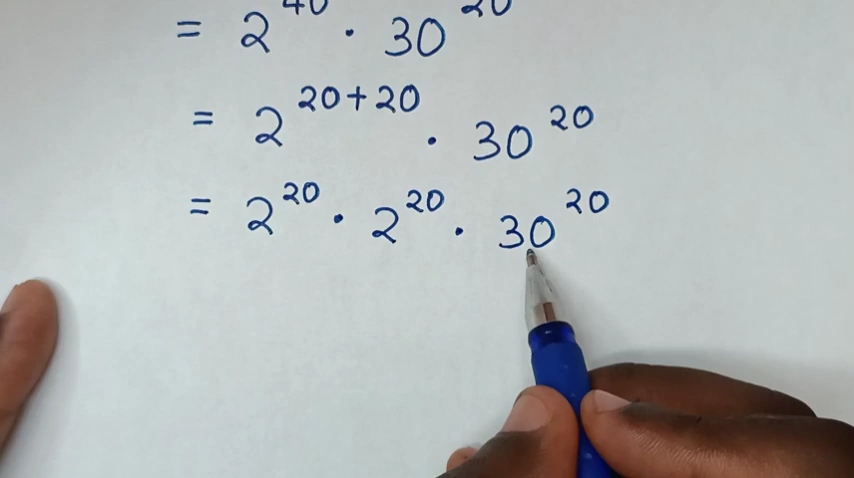 = 2^40 · 30^20
= 2^20+20 · 30^20
= 2^20 · 2^20 · 30^20